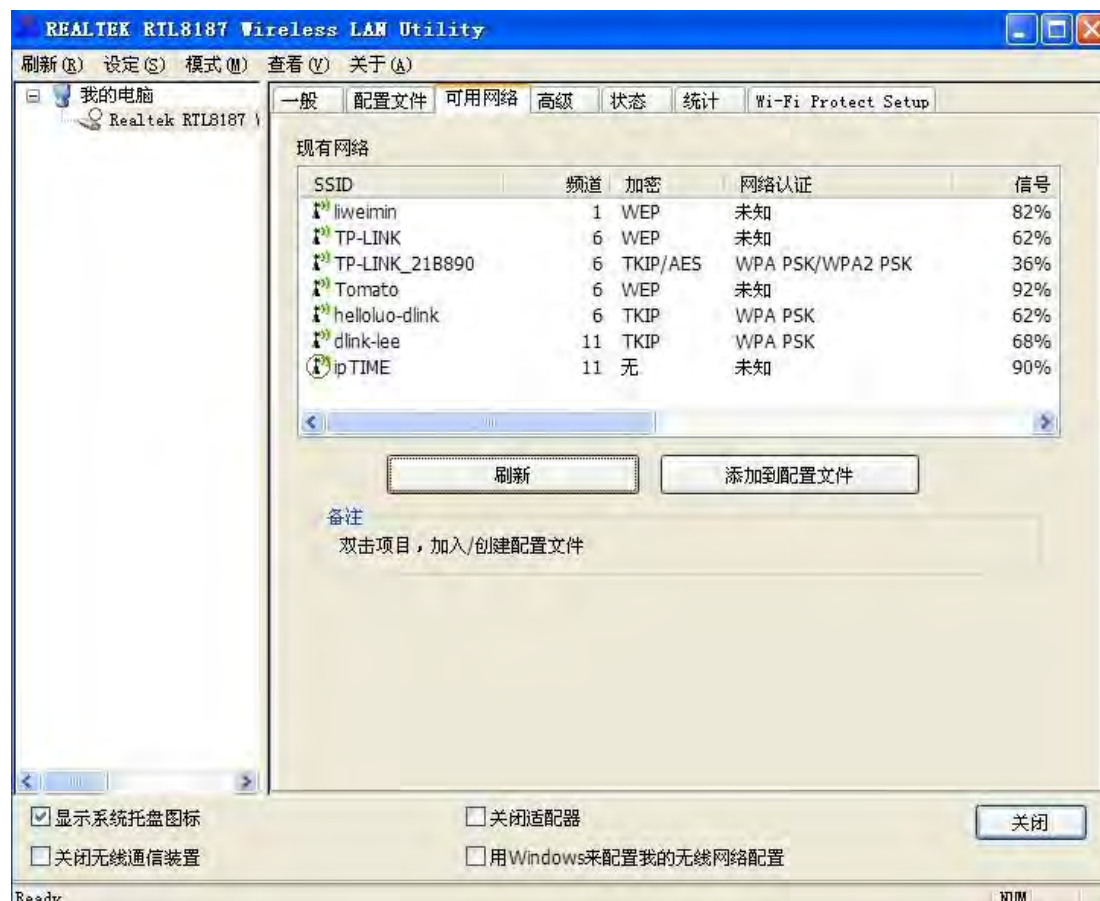 REALTEK RTL8187 Wireless LAN Utility
刷新(R) 设定(S) 模式(M) 查看(V) 关于(A)
我的电脑
Realtek RTL8187
一般 配置文件 可用网络 高级 状态 统计 Wi-Fi Protect Setup
现有网络
SSID 频道 加密 网络认证 信号
liweimin 1 WEP 未知 82%
TP-LINK 6 WEP 未知 62%
TP-LINK_21B890 6 TKIP/AES WPA PSK/WPA2 PSK 36%
Tomato 6 WEP 未知 92%
helloluo-dlink 6 TKIP WPA PSK 62%
dlink-lee 11 TKIP WPA PSK 68%
ipTIME 11 无 未知 90%
刷新 添加到配置文件
备注
双击项目，加入/创建配置文件
显示系统托盘图标 关闭适配器 关闭
关闭无线通信装置 用Windows来配置我的无线网络配置
Ready NUM